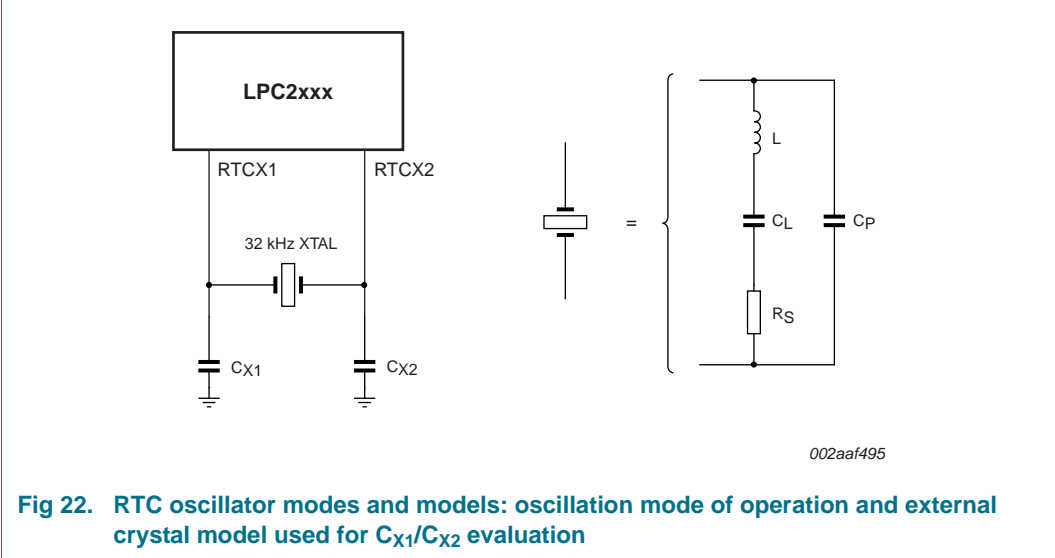 LPC2xxx
RTCX1
RTCX2
32 kHz XTAL
CX1
CX2
=
L
CL
CP
RS
002aaf495
Fig 22. RTC oscillator modes and models: oscillation mode of operation and external
crystal model used for CX1/CX2 evaluation